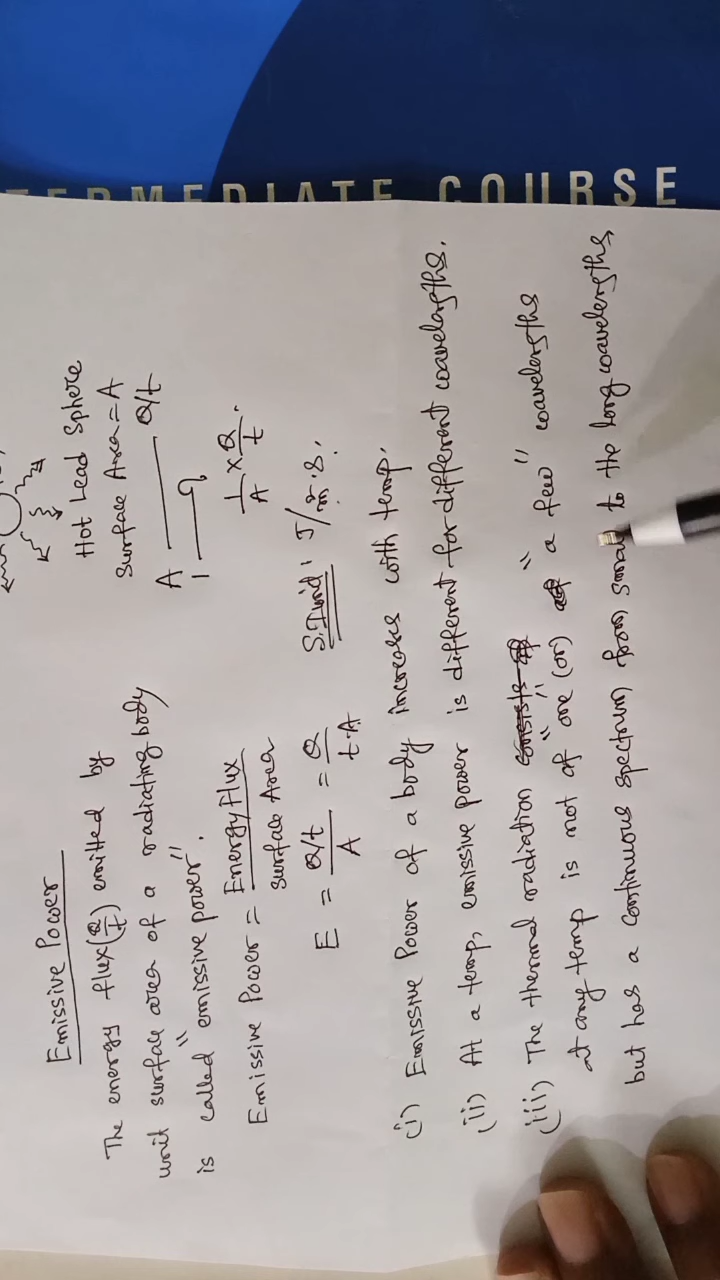 TERMEDIATE COURSE
Emissive Power
The energy flux (Q/t) emitted by
unit surface area of a radiating body
is called "emissive power".
Emissive Power = Energy flux / Surface Area
E = Q/t / A = Q / t.A
Hot Lead Sphere
Surface Area = A
A — Q/t
1 — ?
1/A × Q/t.
S.I unit: J/m².s.
(i) Emissive Power of a body increases with temp.
(ii) At a temp, emissive power is different for different wavelengths.
(iii) The thermal radiation
at any temp is not of "one" (or) "a few" wavelengths
but has a continuous spectrum from small to the long wavelengths,